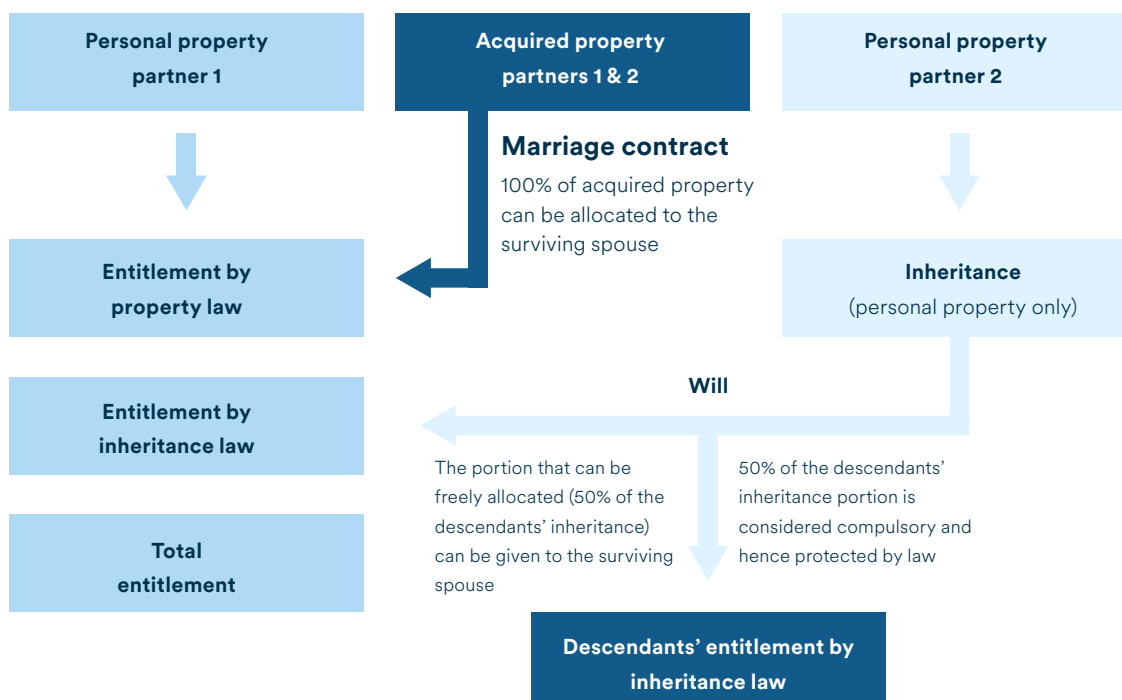 Personal property
partner 1
Acquired property
partners 1 & 2
Personal property
partner 2
Marriage contract
100% of acquired property
can be allocated to the
surviving spouse
Entitlement by
property law
Inheritance
(personal property only)
Will
Entitlement by
inheritance law
The portion that can be
freely allocated (50% of the
descendants’ inheritance)
can be given to the surviving
spouse
50% of the descendants’
inheritance portion is
considered compulsory and
hence protected by law
Total
entitlement
Descendants’ entitlement by
inheritance law